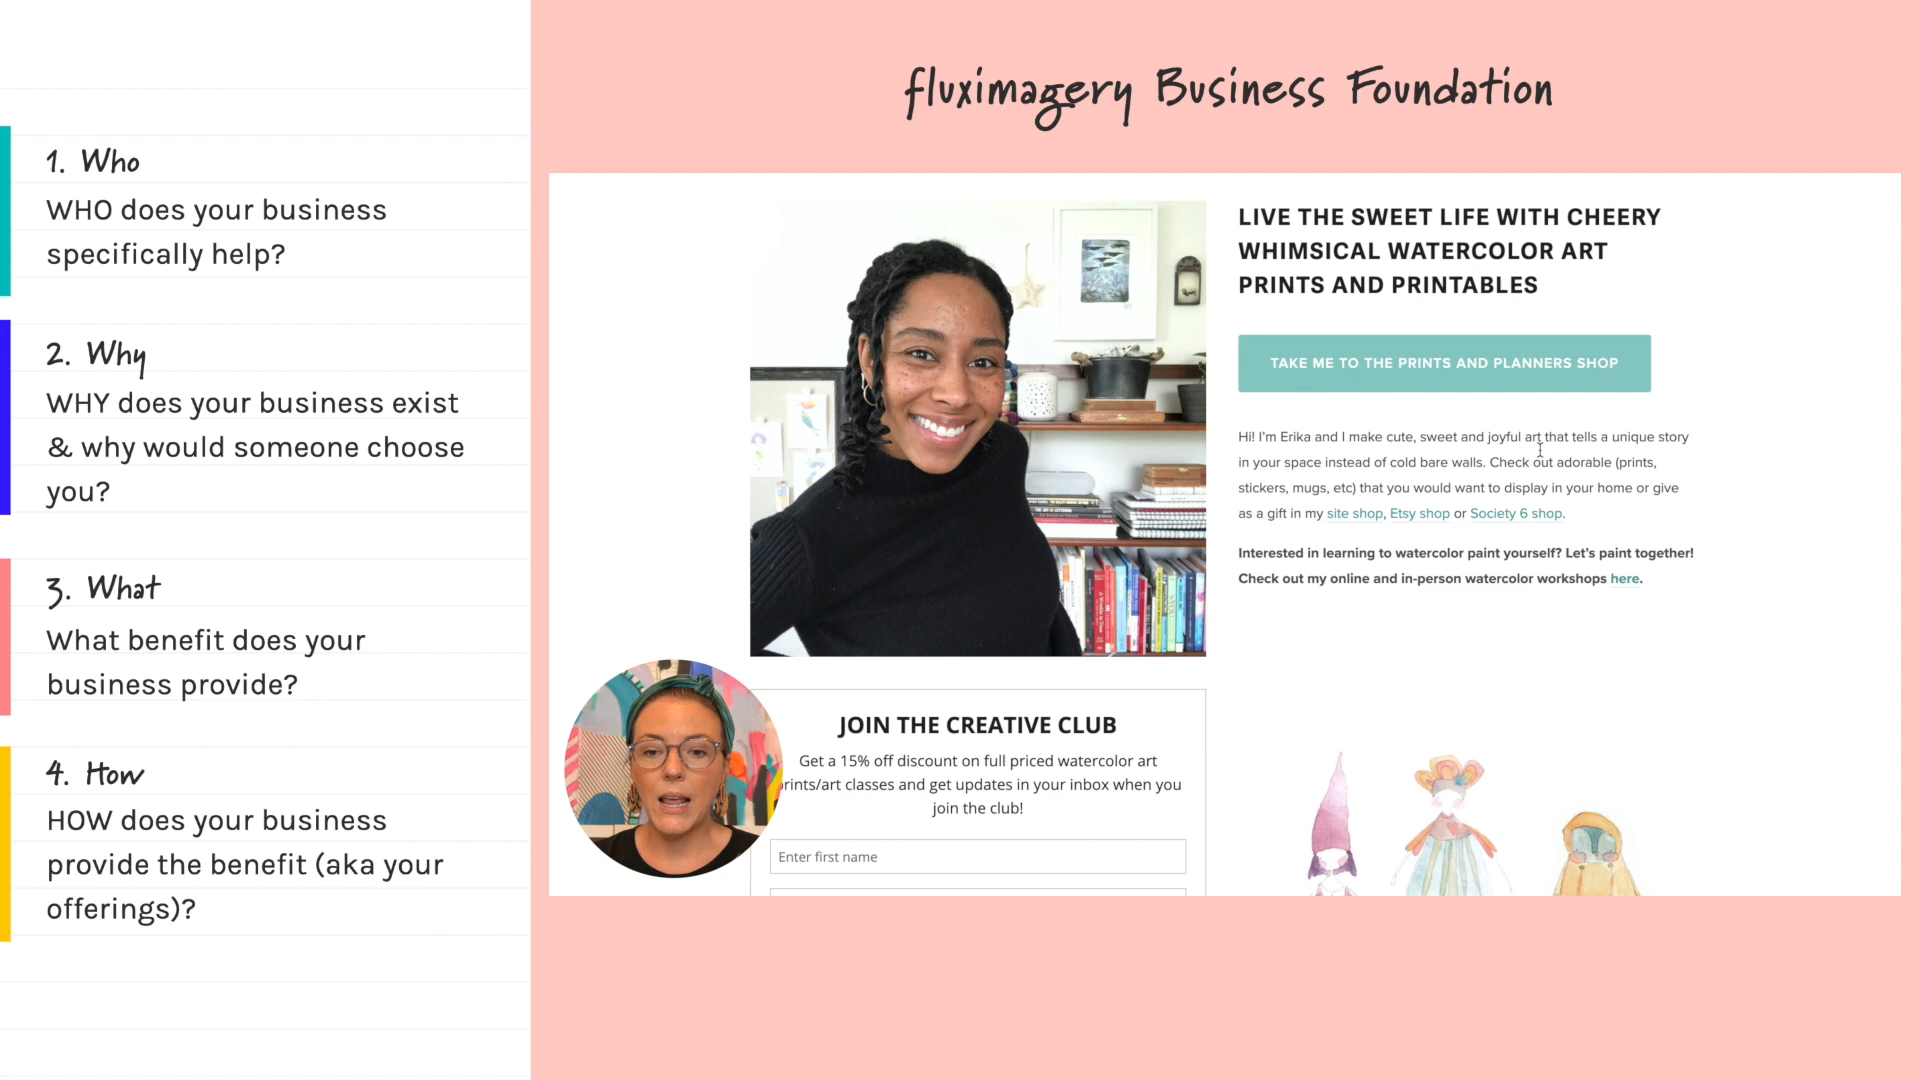 fluximagery Business Foundation
1. Who
WHO does your business
specifically help?
2. Why
WHY does your business exist
& why would someone choose
you?
3. What
What benefit does your
business provide?
4. How
HOW does your business
provide the benefit (aka your
offerings)?
LIVE THE SWEET LIFE WITH CHEERY
WHIMSICAL WATERCOLOR ART
PRINTS AND PRINTABLES
TAKE ME TO THE PRINTS AND PLANNERS SHOP
Hi! I'm Erika and I make cute, sweet and joyful art that tells a unique story
in your space instead of cold bare walls. Check out adorable (prints,
stickers, mugs, etc) that you would want to display in your home or give
as a gift in my site shop, Etsy shop or Society 6 shop.
Interested in learning to watercolor paint yourself? Let's paint together!
Check out my online and in-person watercolor workshops here.
JOIN THE CREATIVE CLUB
Get a 15% off discount on full priced watercolor art
rints/art classes and get updates in your inbox when you
join the club!
Enter first name